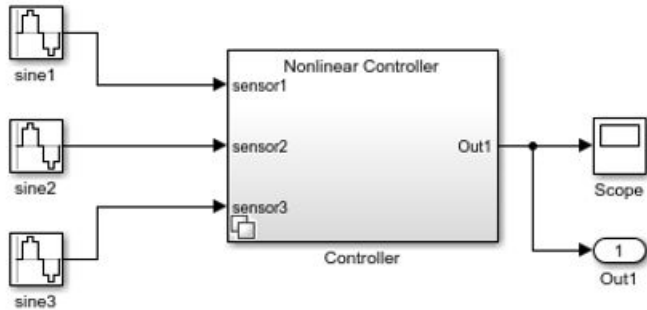 sine1
Nonlinear Controller
sensor1
sine2
sensor2
Out1
Scope
sensor3
Controller
1
Out1
sine3